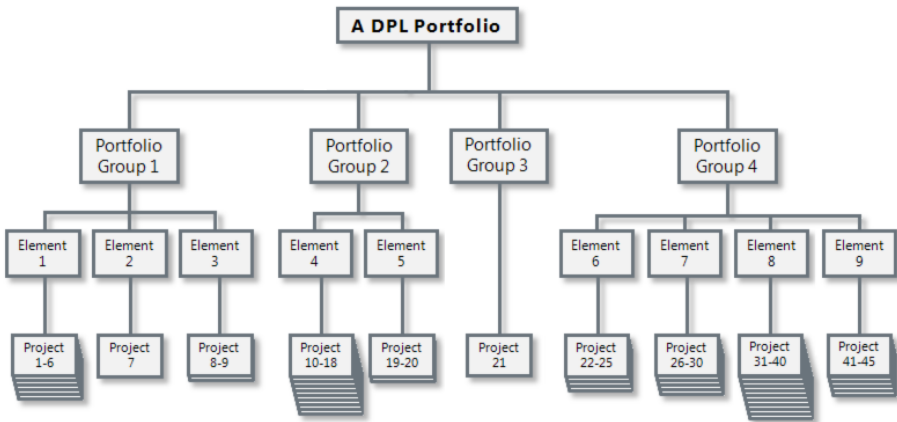 A DPL Portfolio
Portfolio
Group 1
Portfolio
Group 2
Portfolio
Group 3
Portfolio
Group 4
Element
1
Element
2
Element
3
Element
4
Element
5
Element
6
Element
7
Element
8
Element
9
Project
1-6
Project
7
Project
8-9
Project
10-18
Project
19-20
Project
21
Project
22-25
Project
26-30
Project
31-40
Project
41-45